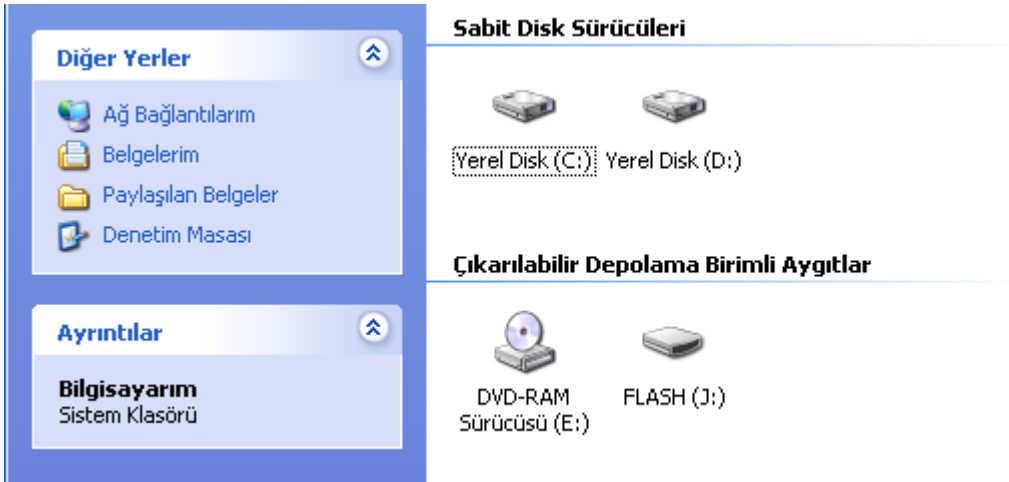 Diğer Yerler
Ağ Bağlantılarım
Belgelerim
Paylaşılan Belgeler
Denetim Masası
Ayrıntılar
Bilgisayarım
Sistem Klasörü
Sabit Disk Sürücüleri
Yerel Disk (C:) Yerel Disk (D:)
Çıkarılabilir Depolama Birimli Aygıtlar
DVD-RAM
Sürücüsü (E:)
FLASH (J:)